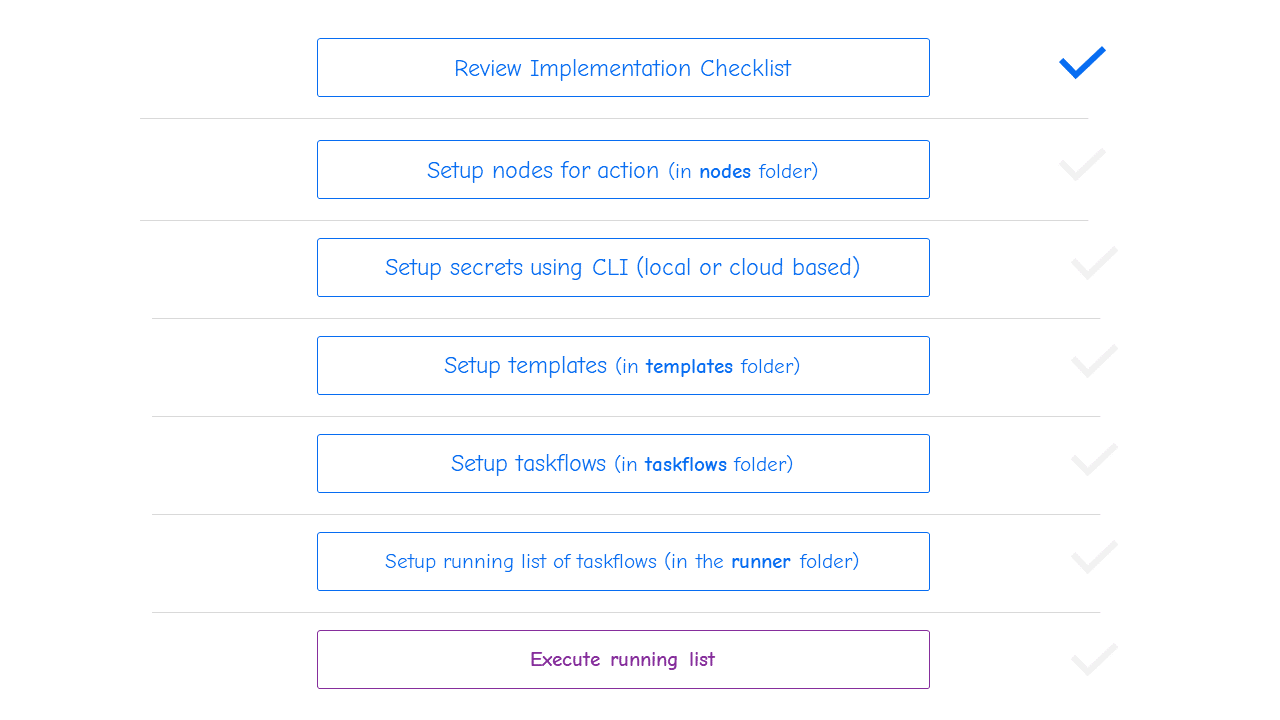 Review Implementation Checklist
Setup nodes for action (in nodes folder)
Setup secrets using CLI (local or cloud based)
Setup templates (in templates folder)
Setup taskflows (in taskflows folder)
Setup running list of taskflows (in the runner folder)
Execute running list